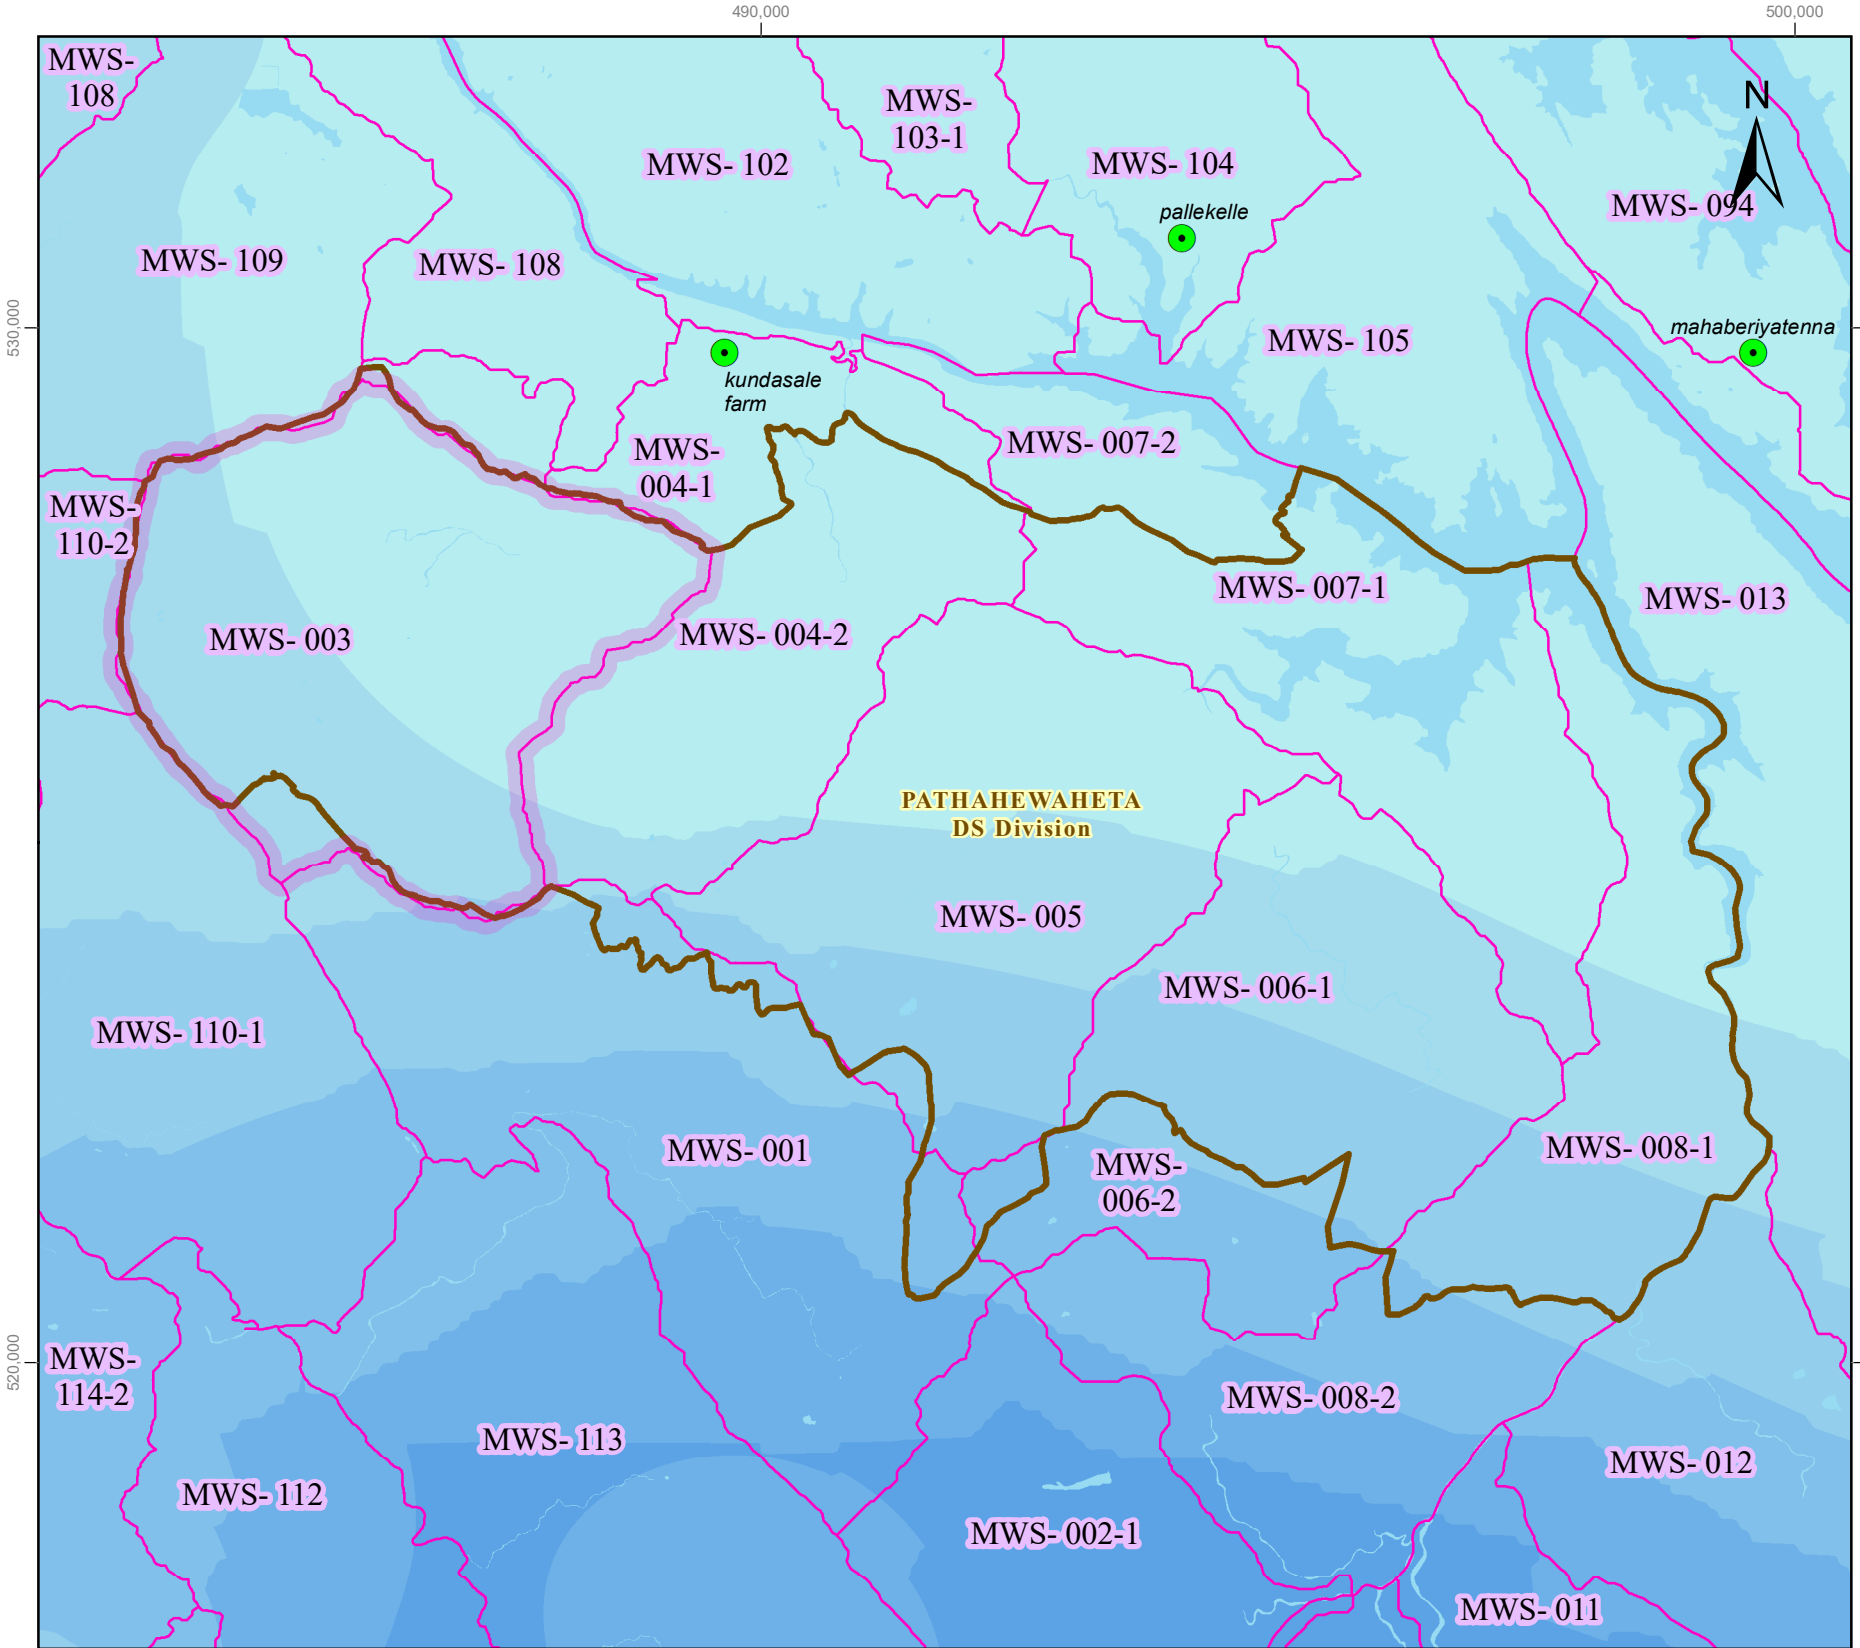 490,000
500,000
MWS-
108
MWS-
103-1
MWS- 102
MWS- 104
N
MWS- 094
pallekelle
MWS- 109
MWS- 108
530,000
mahaberiyatenna
MWS- 105
kundasale
farm
MWS-
004-1
MWS- 007-2
MWS-
110-2
MWS- 007-1
MWS- 013
MWS- 003
MWS- 004-2
PATHAHEWAHETA
DS Division
MWS- 005
MWS- 006-1
MWS- 110-1
MWS- 001
MWS-
006-2
MWS- 008-1
520,000
MWS-
114-2
MWS- 008-2
MWS- 113
MWS- 012
MWS- 112
MWS- 002-1
MWS- 011